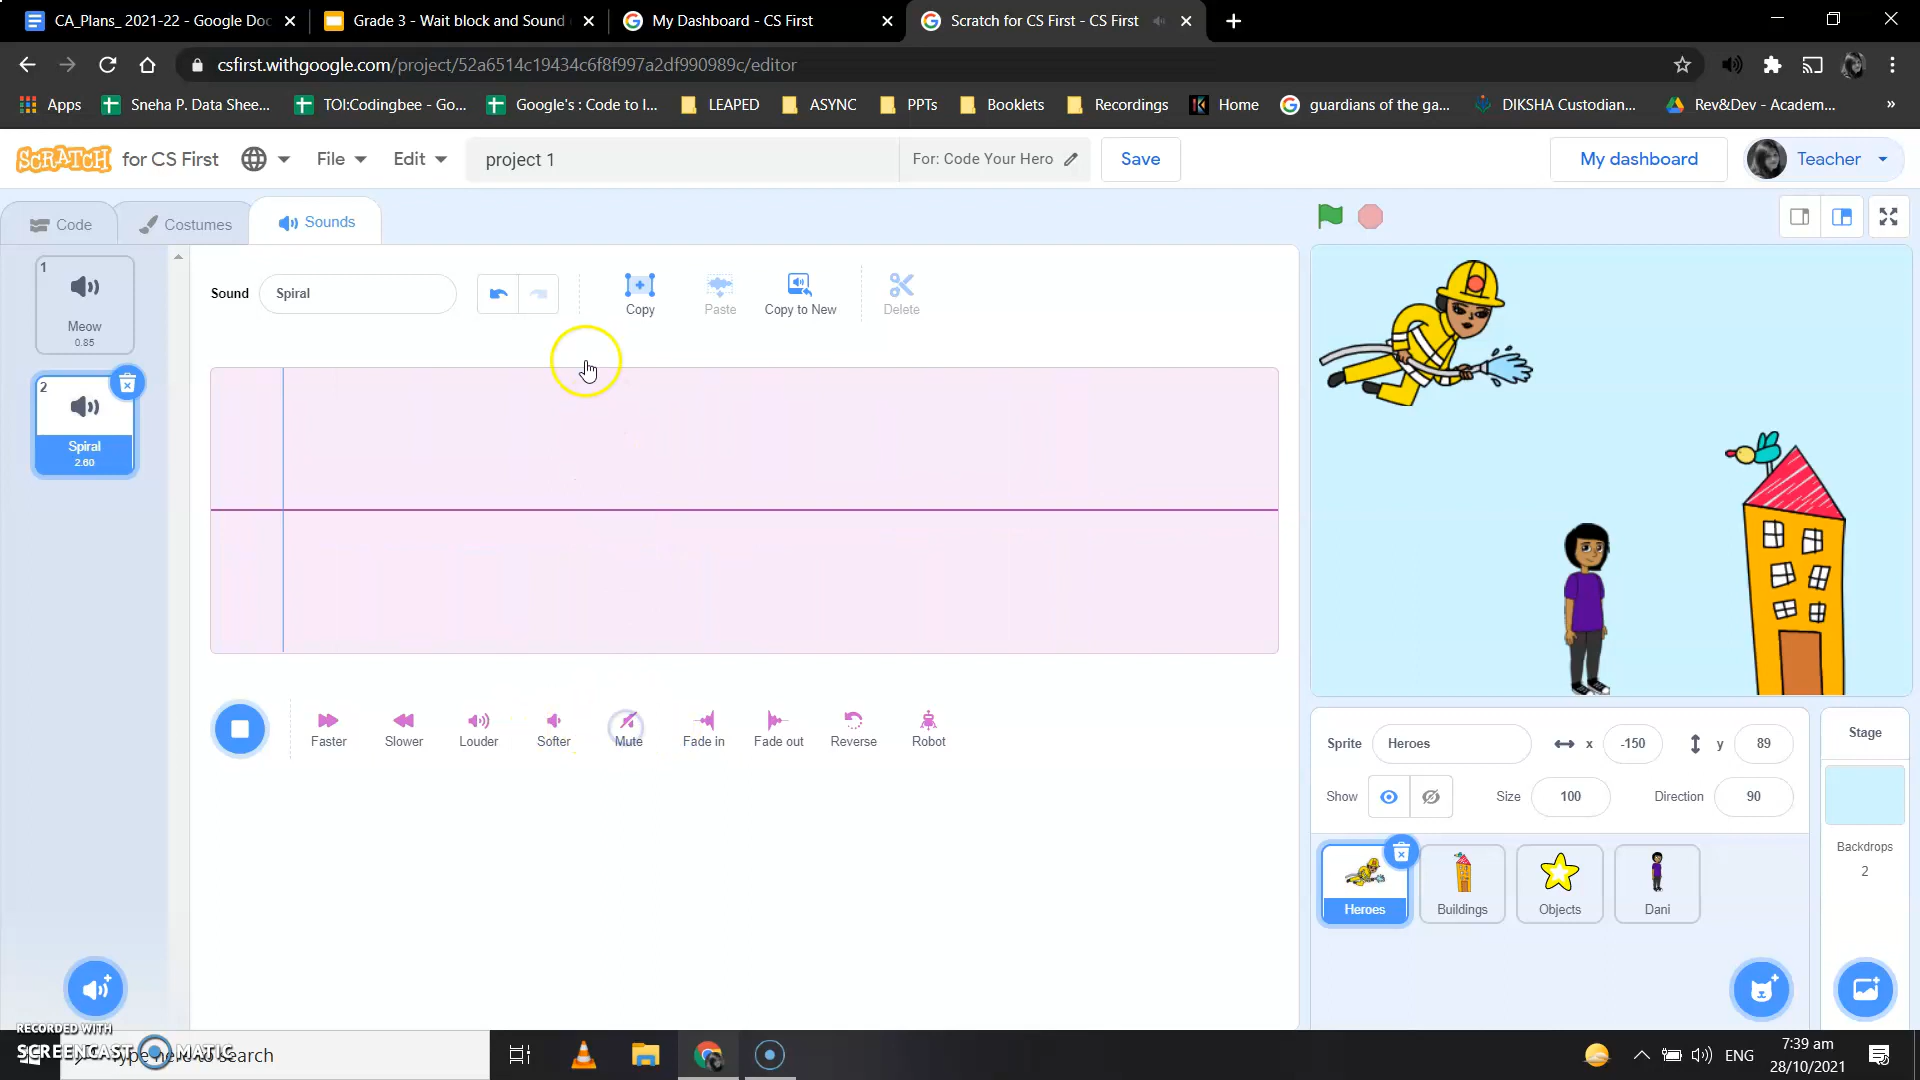 CA_Plans_ 2021-22 - Google Doc
Grade 3 - Wait block and Sound
My Dashboard - CS First
Scratch for CS First - CS First
csfirst.withgoogle.com/project/52a6514c19434c6f8f997a2df990989c/editor
Apps
Sneha P. Data Shee...
TOI:Codingbee - Go...
Google's : Code to I...
LEAPED
ASYNC
PPTs
Booklets
Recordings
Home
guardians of the ga...
DIKSHA Custodian...
Rev&Dev - Academ...
»
SCRATCH for CS First
File
Edit
project 1
For: Code Your Hero
Save
My dashboard
Teacher
Code
Costumes
Sounds
1
Meow
0.85
2
Spiral
2.60
Sound
Spiral
Copy
Paste
Copy to New
Delete
Faster
Slower
Louder
Softer
Mute
Fade in
Fade out
Reverse
Robot
Sprite
Heroes
x
-150
y
89
Show
Size
100
Direction
90
Stage
Backdrops
2
Heroes
Buildings
Objects
Dani
RECORDED WITH
SCREENCAST MATIC
Type here to search
ENG
7:39 am
28/10/2021